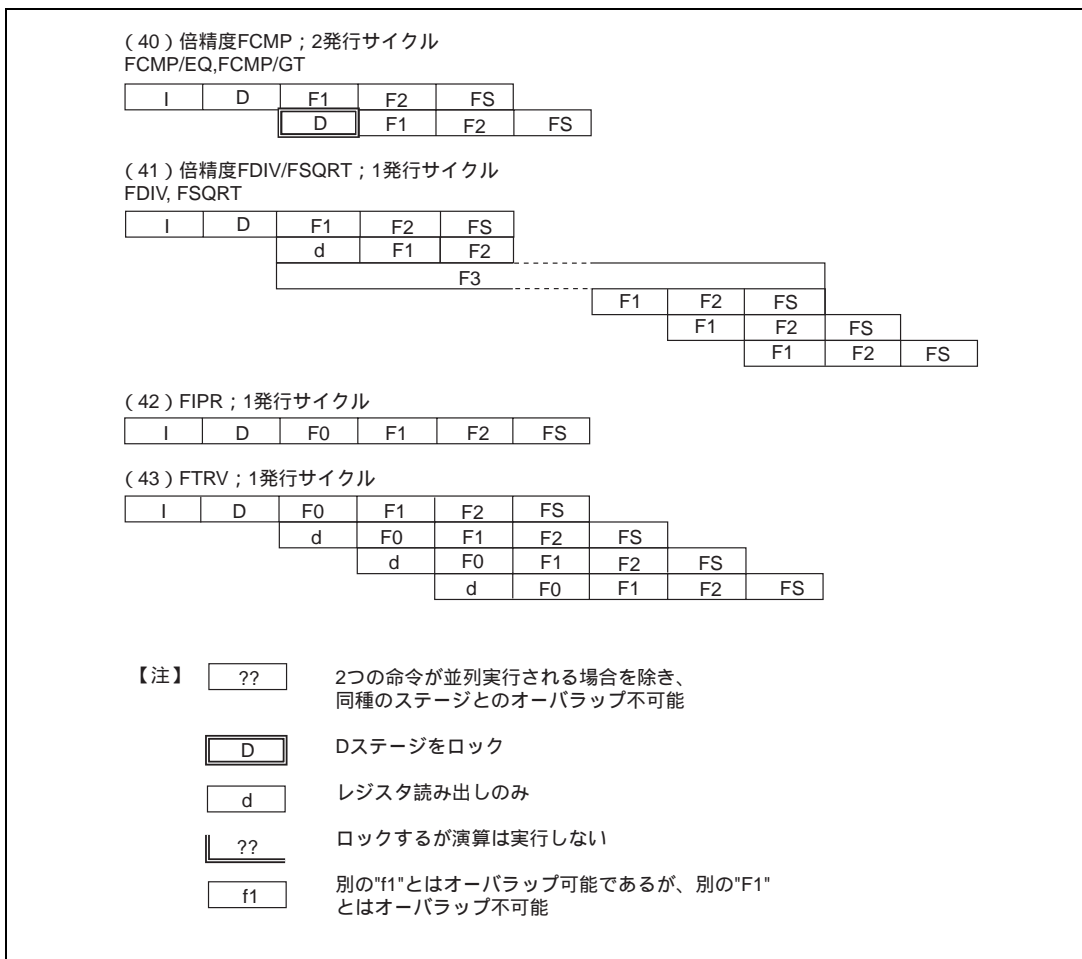 (40)倍精度FCMP;2発行サイクル
FCMP/EQ,FCMP/GT
I D F1 F2 FS
D F1 F2 FS
(41)倍精度FDIV/FSQRT;1発行サイクル
FDIV, FSQRT
I D F1 F2 FS
d F1 F2
F3
F1 F2 FS
F1 F2 FS
F1 F2 FS
(42)FIPR;1発行サイクル
I D F0 F1 F2 FS
(43)FTRV;1発行サイクル
I D F0 F1 F2 FS
d F0 F1 F2 FS
d F0 F1 F2 FS
d F0 F1 F2 FS
【注】 ?? 2つの命令が並列実行される場合を除き、
同種のステージとのオーバラップ不可能
D Dステージをロック
d レジスタ読み出しのみ
?? ロックするが演算は実行しない
f1 別の"f1"とはオーバラップ可能であるが、別の"F1"
とはオーバラップ不可能